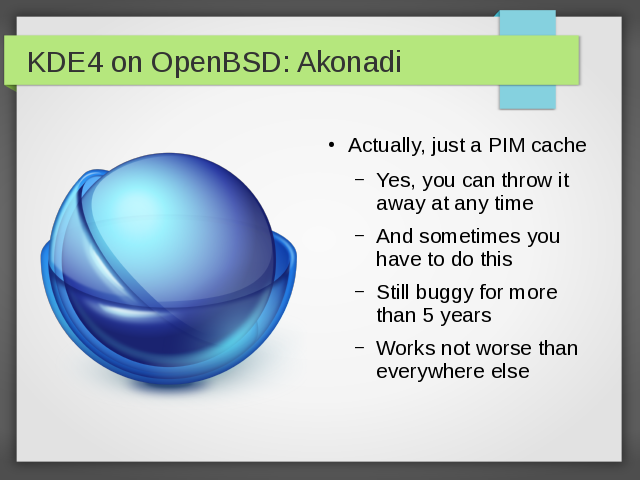 KDE4 on OpenBSD: Akonadi
• Actually, just a PIM cache
– Yes, you can throw it
away at any time
– And sometimes you
have to do this
– Still buggy for more
than 5 years
– Works not worse than
everywhere else